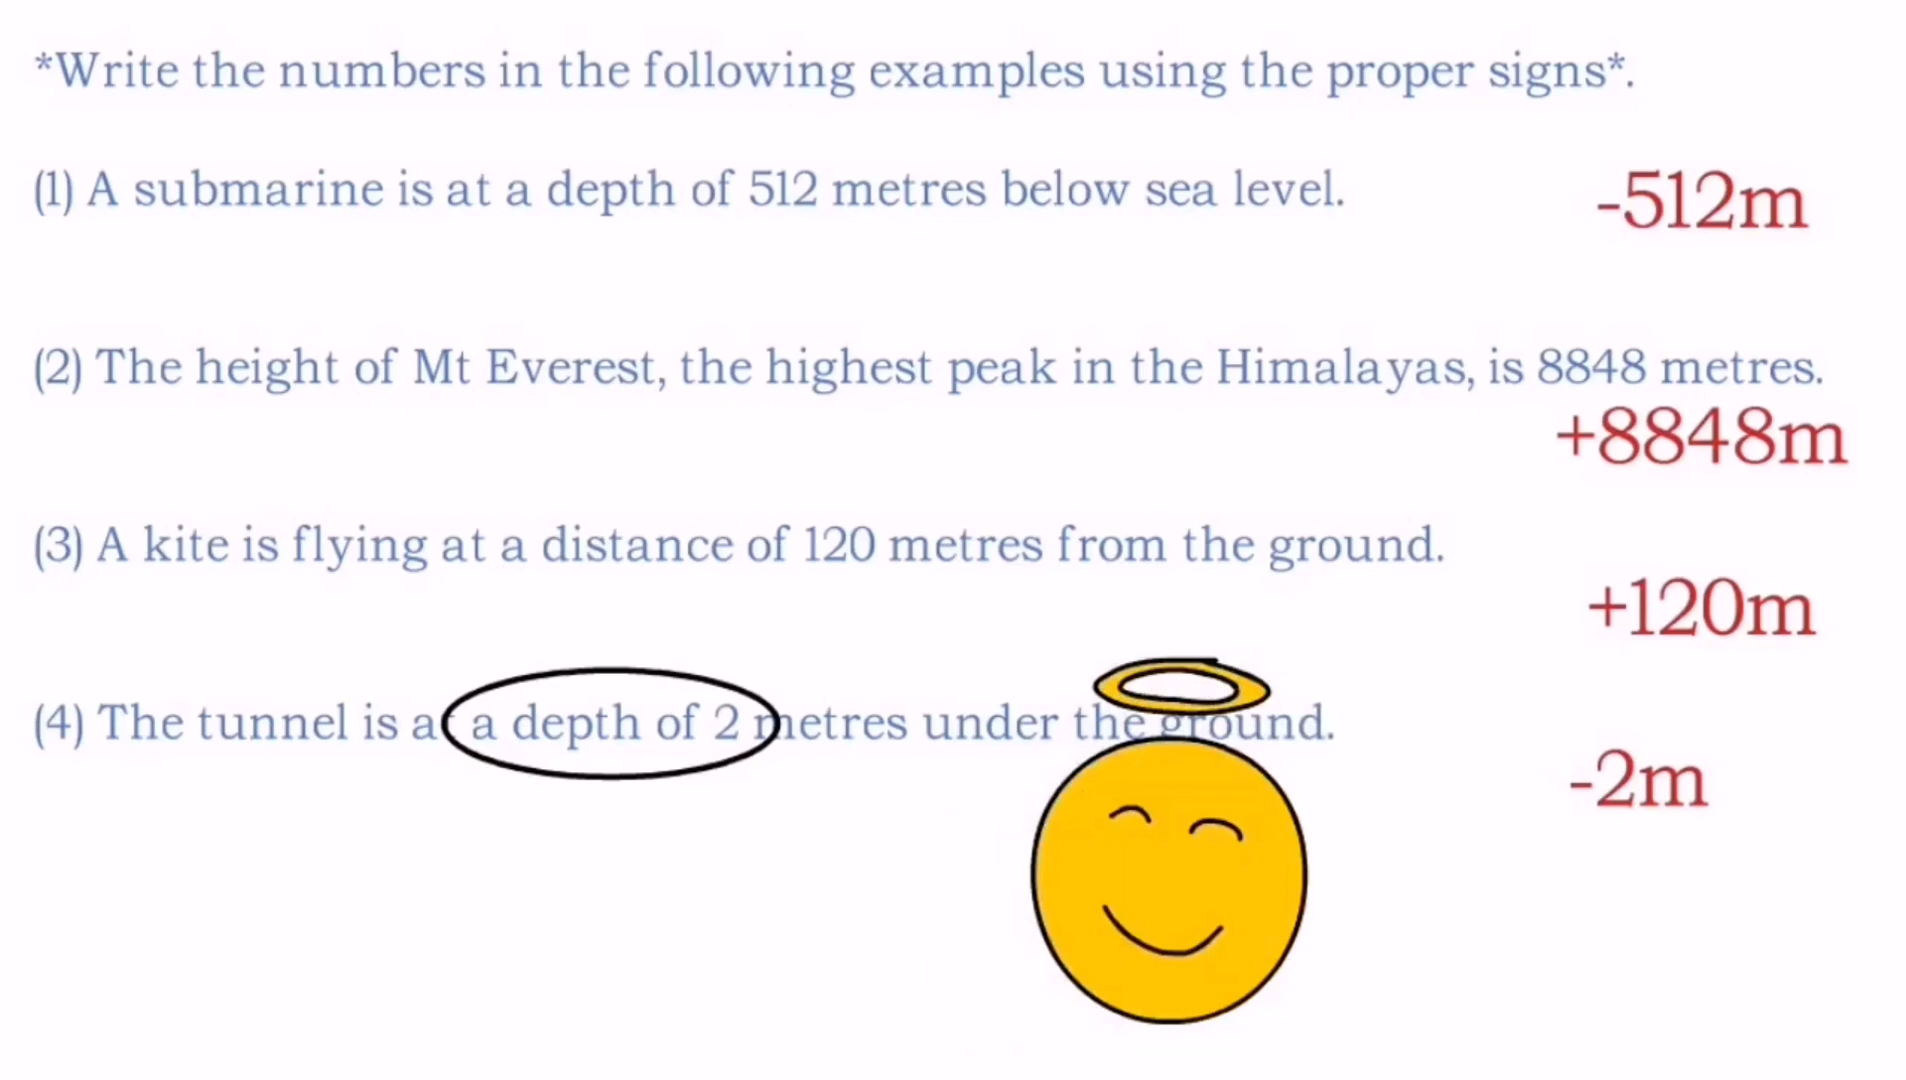 *Write the numbers in the following examples using the proper signs*.
(1) A submarine is at a depth of 512 metres below sea level.
-512m
(2) The height of Mt Everest, the highest peak in the Himalayas, is 8848 metres.
+8848m
(3) A kite is flying at a distance of 120 metres from the ground.
+120m
(4) The tunnel is at a depth of 2 metres under the ground.
-2m